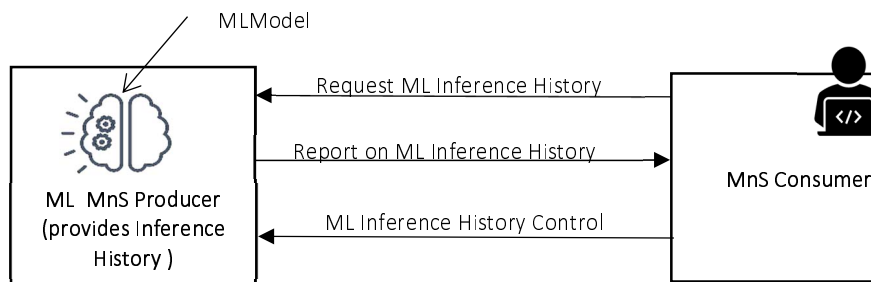 MLModel
Request ML Inference History
Report on ML Inference History
ML Inference History Control
ML MnS Producer
(provides Inference
History )
MnS Consumer
</>